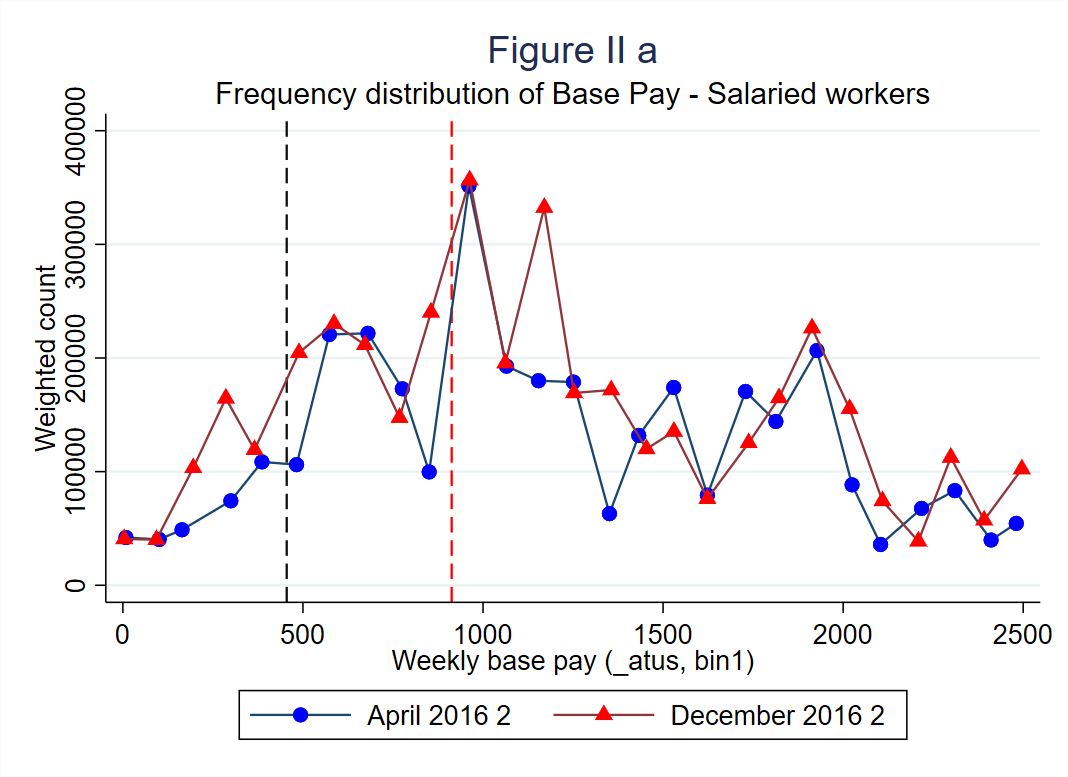 Figure II a
Frequency distribution of Base Pay - Salaried workers
400000
300000
200000
100000
0
Weighted count
0 500 1000 1500 2000 2500
Weekly base pay (_atus, bin1)
April 2016 2 December 2016 2